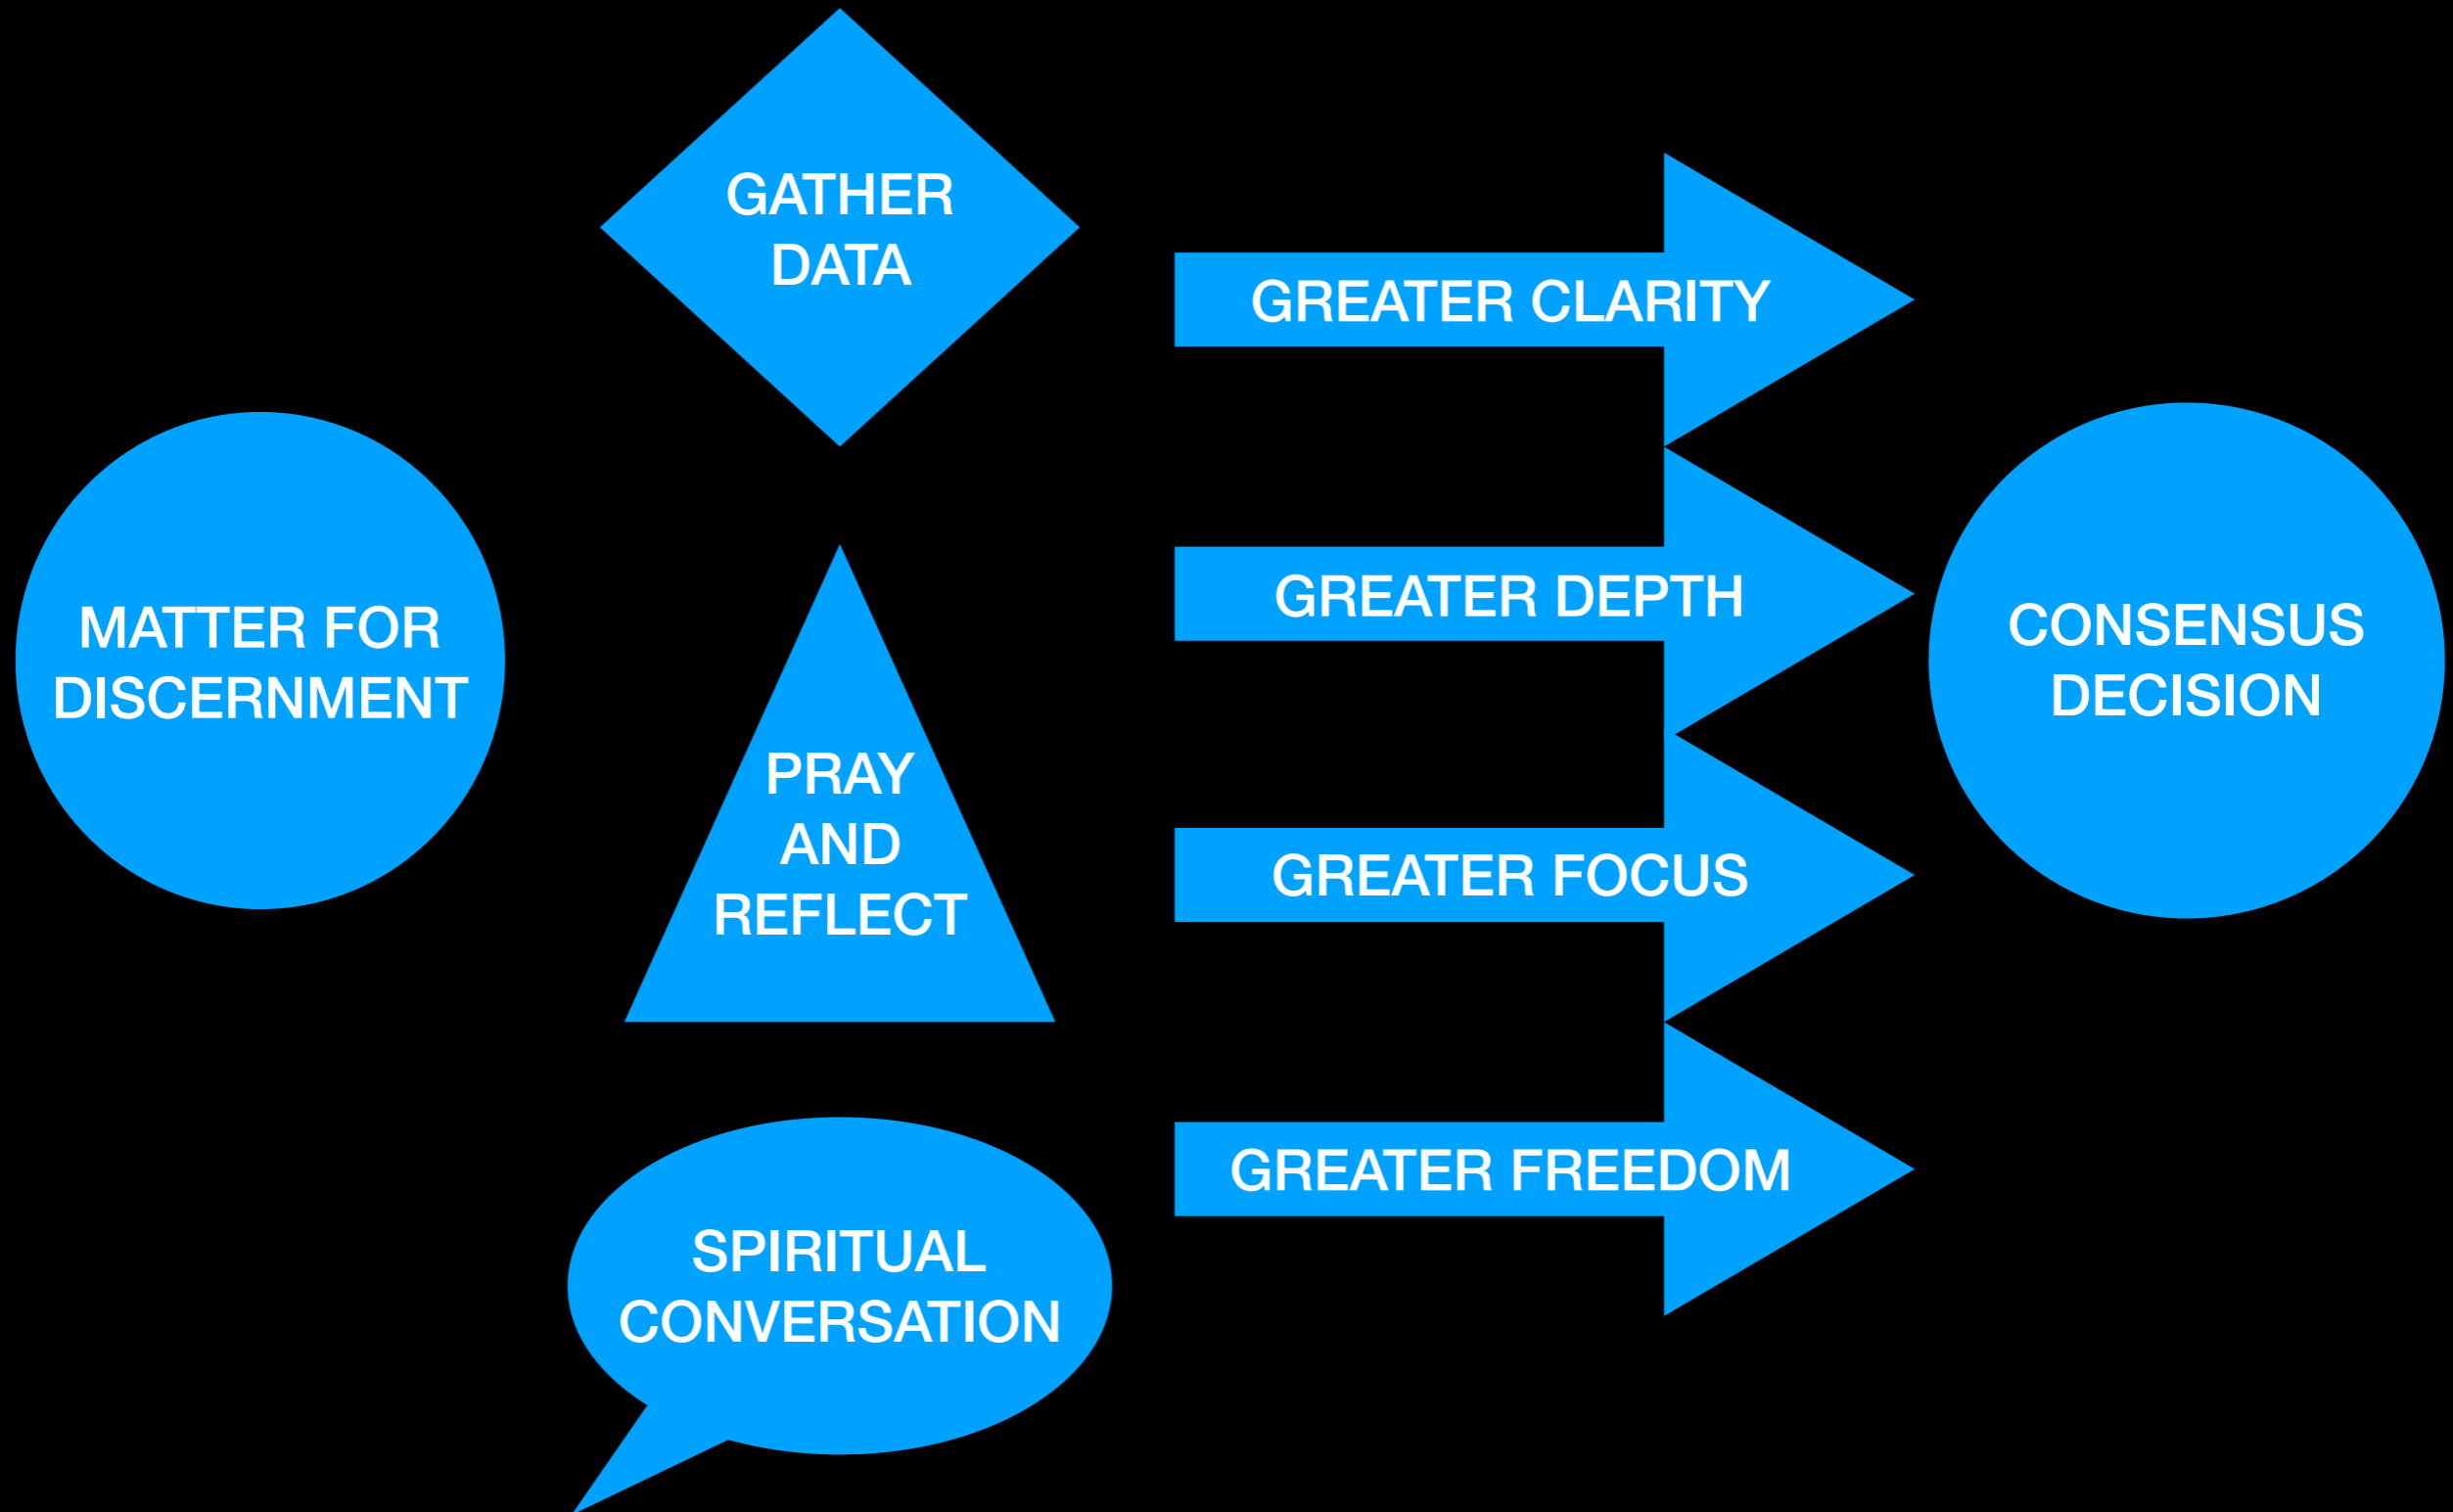 MATTER FOR
DISCERNMENT
GATHER
DATA
PRAY
AND
REFLECT
SPIRITUAL
CONVERSATION
GREATER CLARITY
GREATER DEPTH
GREATER FOCUS
GREATER FREEDOM
CONSENSUS
DECISION